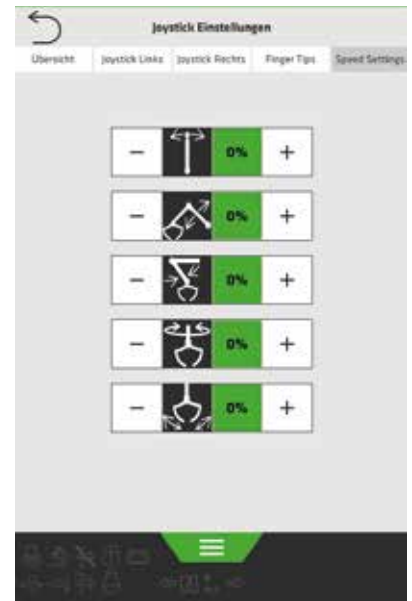 Joystick Einstellungen
Übersicht Joystick Links Joystick Rechts Finger Tips Speed Settings
− 0% +
− 0% +
− 0% +
− 0% +
− 0% +